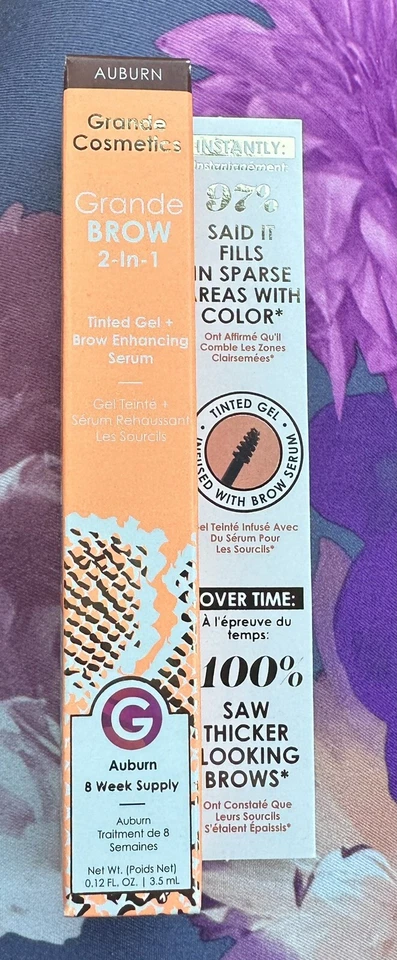 AUBURN
Grande
Cosmetics
Grande
BROW
2-In-1
Tinted Gel +
Brow Enhancing
Serum
Gel Teinte +
Sérum Rehaussant
Les Sourcils
G
Auburn
8 Week Supply
Auburn
Traitment de 8
Semaines
Net Wt. (Poids Net)
0.12 FL. OZ. | 3.5 mL
INSTANTLY:
Instantanément:
97%
SAID IT
FILLS
IN SPARSE
AREAS WITH
COLOR*
Ont Affirmé Qu'il
Comble Les Zones
Clairsemées*
• TINTED GEL •
INFUSED WITH BROW SERUM
el Teinté Infusé Avec
Du Sérum Pour
Les Sourcils*
OVER TIME:
À l'épreuve du
temps:
100%
SAW
THICKER
LOOKING
BROWS*
Ont Constaté Que
Leurs Sourcils
S'étaient Épaissis*